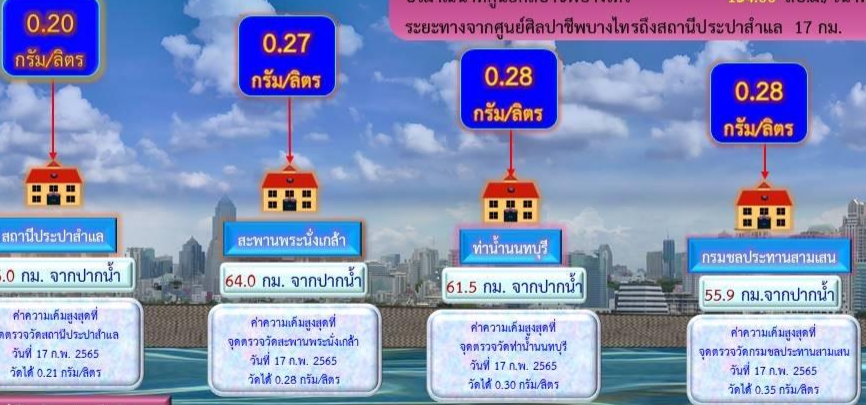 ระยะทางจากศูนย์ศิลปาชีพบางไทรถึงสถานีประปาสำแล 17 กม.
0.20
กรัม/ลิตร
0.27
กรัม/ลิตร
0.28
กรัม/ลิตร
0.28
กรัม/ลิตร
สถานีประปาสำแล
.0 กม. จากปากน้ำ
ค่าความเค็มสูงสุดที่
ตรวจวัดสถานีประปาสำแล
วันที่ 17 ก.พ. 2565
วัดได้ 0.21 กรัม/ลิตร
สะพานพระนั่งเกล้า
64.0 กม. จากปากน้ำ
ค่าความเค็มสูงสุดที่
จุดตรวจวัดสะพานพระนั่งเกล้า
วันที่ 17 ก.พ. 2565
วัดได้ 0.28 กรัม/ลิตร
ท่าน้ำนนทบุรี
61.5 กม. จากปากน้ำ
ค่าความเค็มสูงสุดที่
จุดตรวจวัดท่าน้ำนนทบุรี
วันที่ 17 ก.พ. 2565
วัดได้ 0.30 กรัม/ลิตร
กรมชลประทานสามเสน
55.9 กม.จากปากน้ำ
ค่าความเค็มสูงสุดที่
จุดตรวจวัดกรมชลประทานสามเสน
วันที่ 17 ก.พ. 2565
วัดได้ 0.35 กรัม/ลิตร